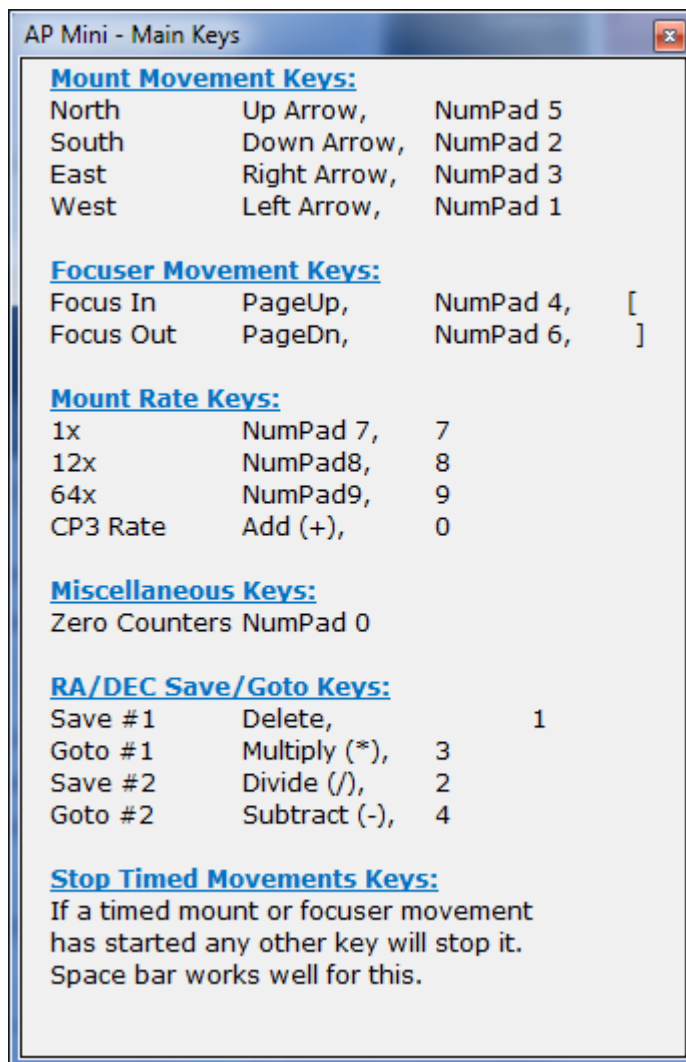 AP Mini - Main Keys
Mount Movement Keys:
North Up Arrow, NumPad 5
South Down Arrow, NumPad 2
East Right Arrow, NumPad 3
West Left Arrow, NumPad 1
Focuser Movement Keys:
Focus In PageUp, NumPad 4, [
Focus Out PageDn, NumPad 6, ]
Mount Rate Keys:
1x NumPad 7, 7
12x NumPad8, 8
64x NumPad9, 9
CP3 Rate Add (+), 0
Miscellaneous Keys:
Zero Counters NumPad 0
RA/DEC Save/Goto Keys:
Save #1 Delete, 1
Goto #1 Multiply (*), 3
Save #2 Divide (/), 2
Goto #2 Subtract (-), 4
Stop Timed Movements Keys:
If a timed mount or focuser movement
has started any other key will stop it.
Space bar works well for this.